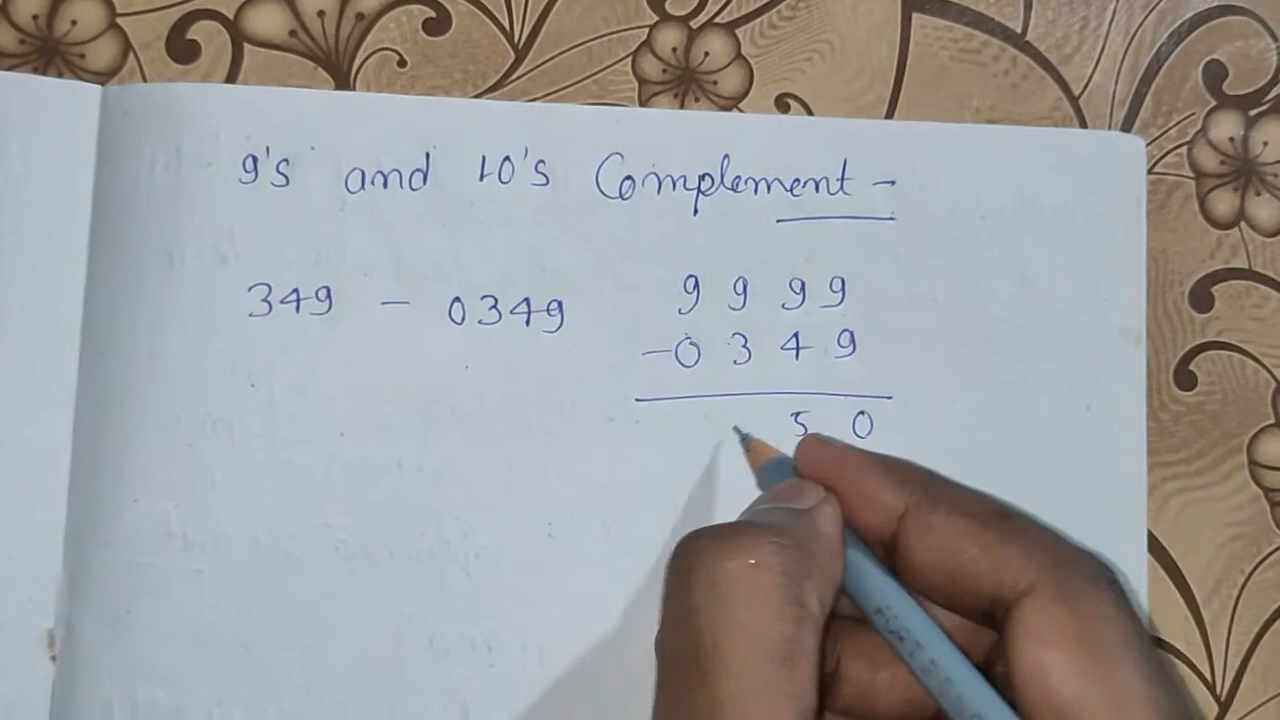 9's and 10's Complement -
349 - 0349
9 9 9 9
-0 3 4 9
5 0